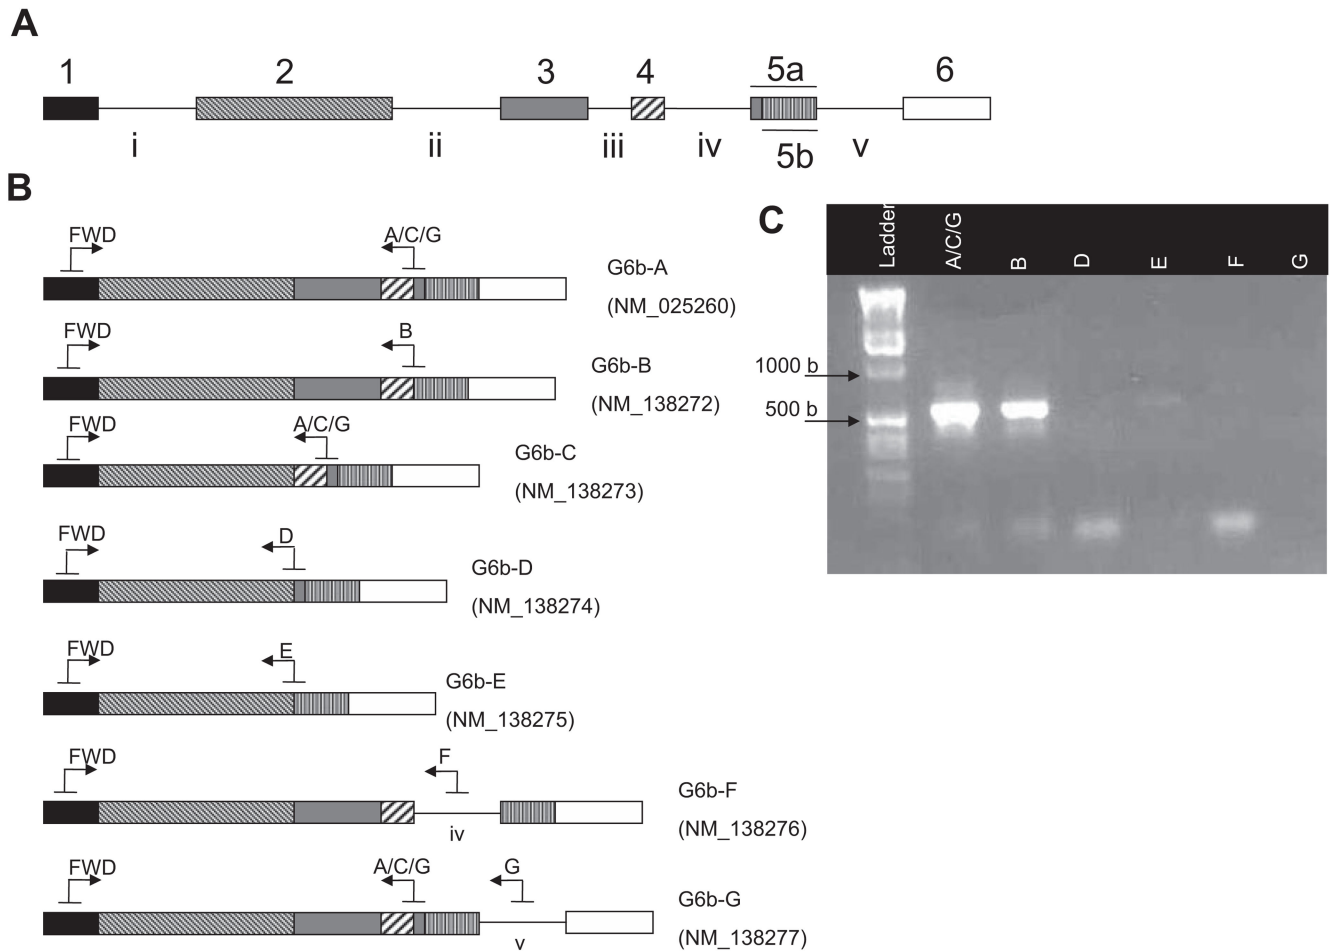 A
1 2 3 4 5a 6
i ii iii iv 5b v
B
FWD A/C/G
G6b-A
(NM_025260)
FWD B
G6b-B
(NM_138272)
FWD A/C/G
G6b-C
(NM_138273)
FWD D
G6b-D
(NM_138274)
FWD E
G6b-E
(NM_138275)
FWD F
G6b-F
(NM_138276)
iv
FWD A/C/G G
G6b-G
(NM_138277)
v
C
Ladder A/C/G B D E F G
1000 b
500 b